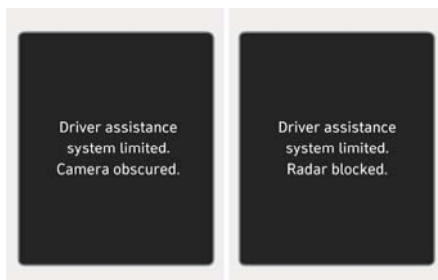 Driver assistance
system limited.
Camera obscured.
Driver assistance
system limited.
Radar blocked.